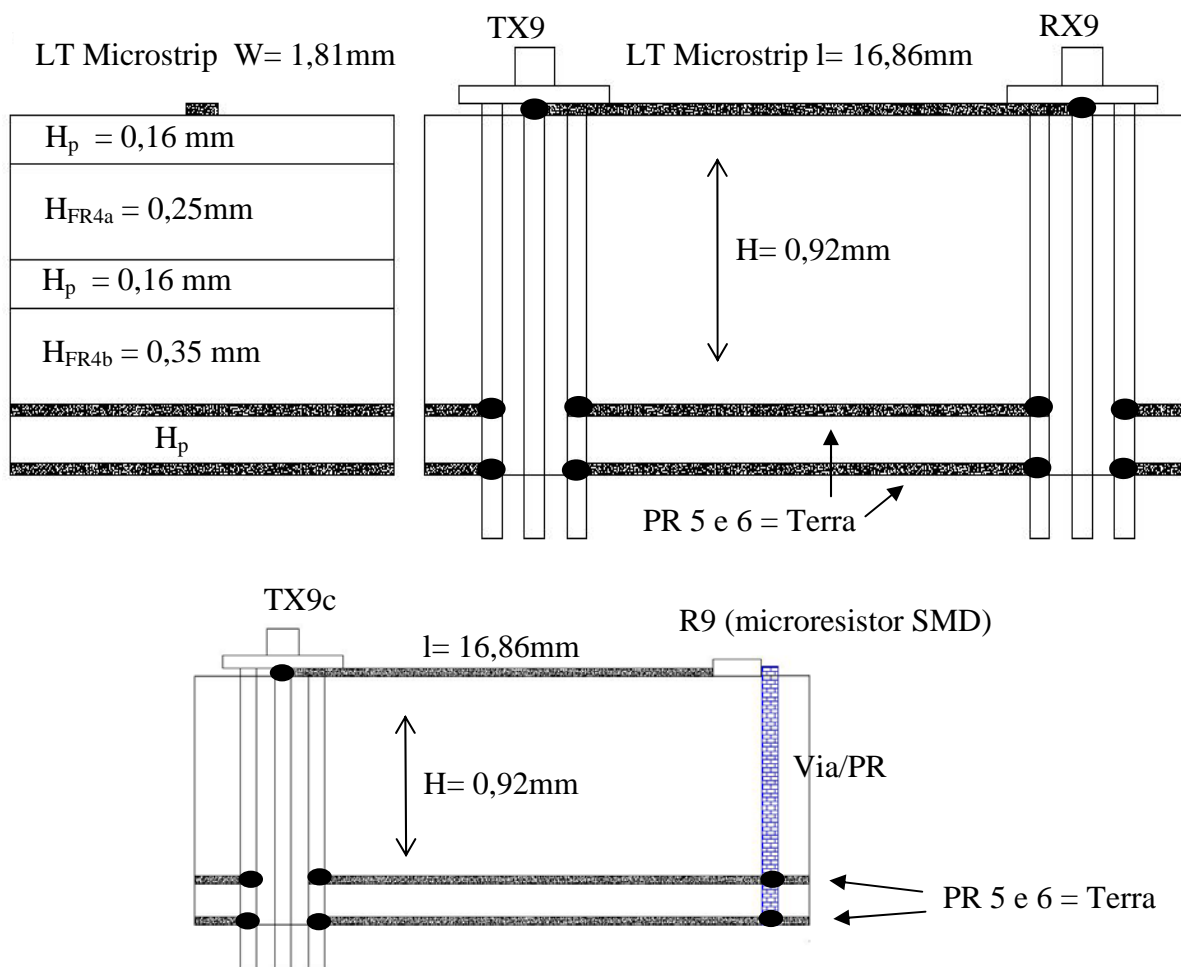 TX9
RX9
LT Microstrip W= 1,81mm
LT Microstrip l= 16,86mm
H_p = 0,16 mm
H_FR4a = 0,25mm
H_p = 0,16 mm
H_FR4b = 0,35 mm
H_p
H= 0,92mm
PR 5 e 6 = Terra
TX9c
R9 (microresistor SMD)
l= 16,86mm
H= 0,92mm
Via/PR
PR 5 e 6 = Terra